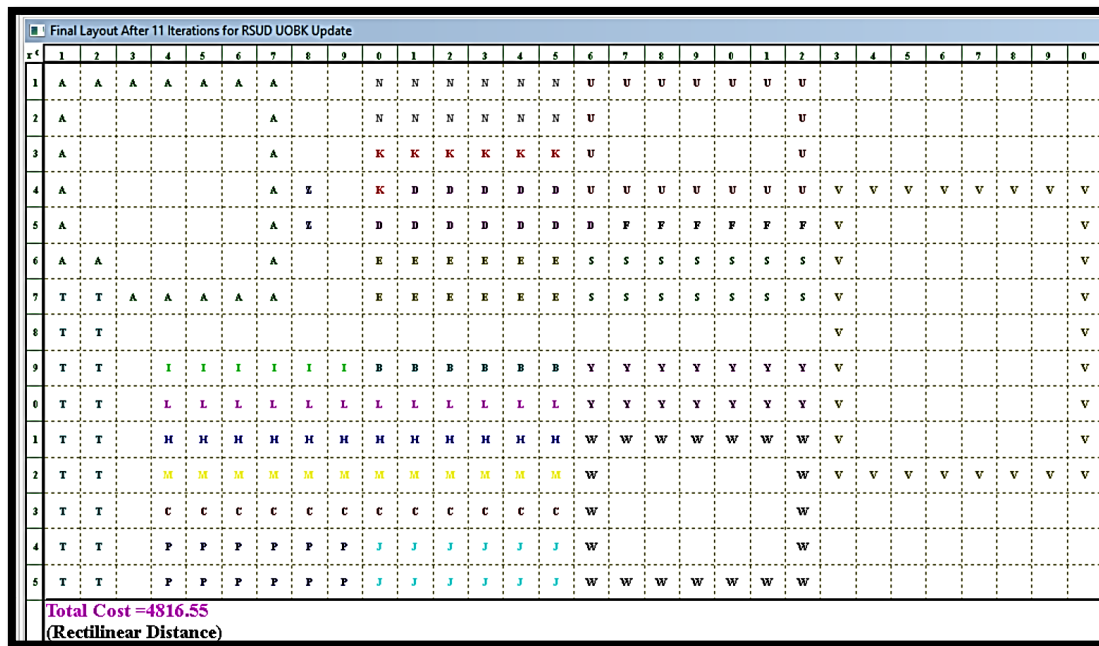 Final Layout After 11 Iterations for RSUD UOBK Update
r c 1 2 3 4 5 6 7 8 9 0 1 2 3 4 5 6 7 8 9 0 1 2 3 4 5 6 7 8 9 0
1 A A A A A A A N N N N N N U U U U U U U
2 A A N N N N N N U U
3 A A K K K K K K U U
4 A A Z K D D D D D U U U U U U U V V V V V V V V
5 A A Z D D D D D D D F F F F F F V V
6 A A A E E E E E E S S S S S S S V V
7 T T A A A A A E E E E E E S S S S S S S V V
8 T T V V
9 T T I I I I I I B B B B B B Y Y Y Y Y Y Y V V
0 T T L L L L L L L L L L L L Y Y Y Y Y Y Y V V
1 T T H H H H H H H H H H H H W W W W W W W V V
2 T T M M M M M M M M M M M M W W V V V V V V V V
3 T T C C C C C C C C C C C C W W
4 T T P P P P P P J J J J J J W W
5 T T P P P P P P J J J J J J W W W W W W W
Total Cost =4816.55
(Rectilinear Distance)